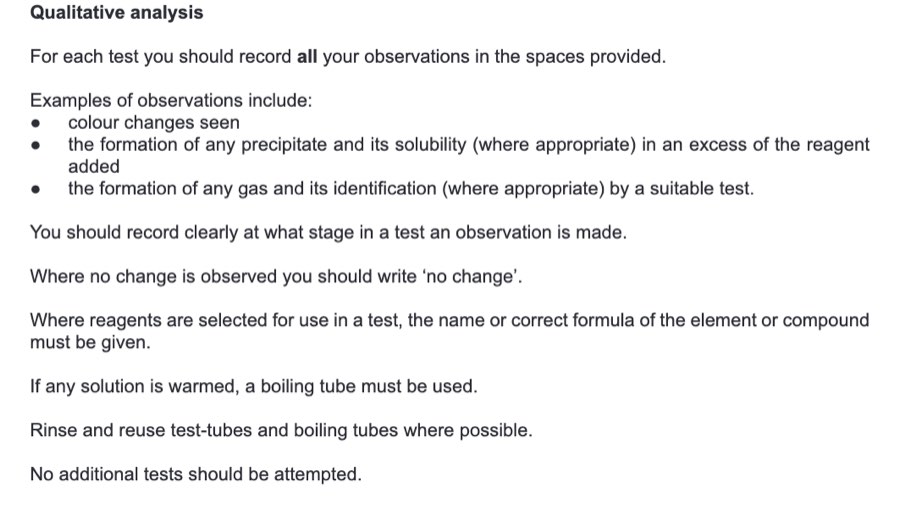 Qualitative analysis
For each test you should record all your observations in the spaces provided.
Examples of observations include:
• colour changes seen
• the formation of any precipitate and its solubility (where appropriate) in an excess of the reagent
added
• the formation of any gas and its identification (where appropriate) by a suitable test.
You should record clearly at what stage in a test an observation is made.
Where no change is observed you should write ‘no change’.
Where reagents are selected for use in a test, the name or correct formula of the element or compound
must be given.
If any solution is warmed, a boiling tube must be used.
Rinse and reuse test-tubes and boiling tubes where possible.
No additional tests should be attempted.